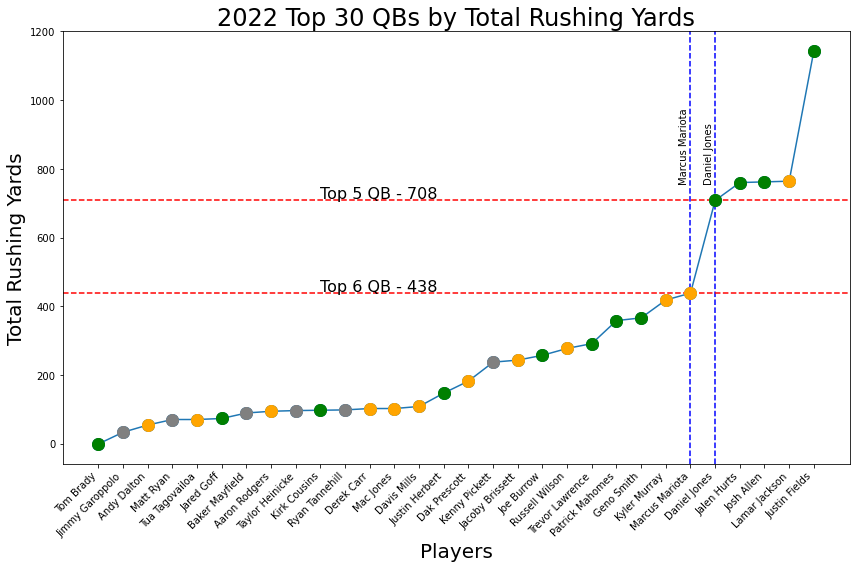 2022 Top 30 QBs by Total Rushing Yards
Total Rushing Yards
1200
1000
800
600
400
200
0
Marcus Mariota
Daniel Jones
Top 5 QB - 708
Top 6 QB - 438
Tom Brady
Jimmy Garoppolo
Andy Dalton
Matt Ryan
Tua Tagovailoa
Jared Goff
Baker Mayfield
Aaron Rodgers
Taylor Heinicke
Kirk Cousins
Ryan Tannehill
Derek Carr
Mac Jones
Davis Mills
Justin Herbert
Dak Prescott
Kenny Pickett
Jacoby Brissett
Joe Burrow
Russell Wilson
Trevor Lawrence
Patrick Mahomes
Geno Smith
Kyler Murray
Marcus Mariota
Daniel Jones
Jalen Hurts
Josh Allen
Lamar Jackson
Justin Fields
Players